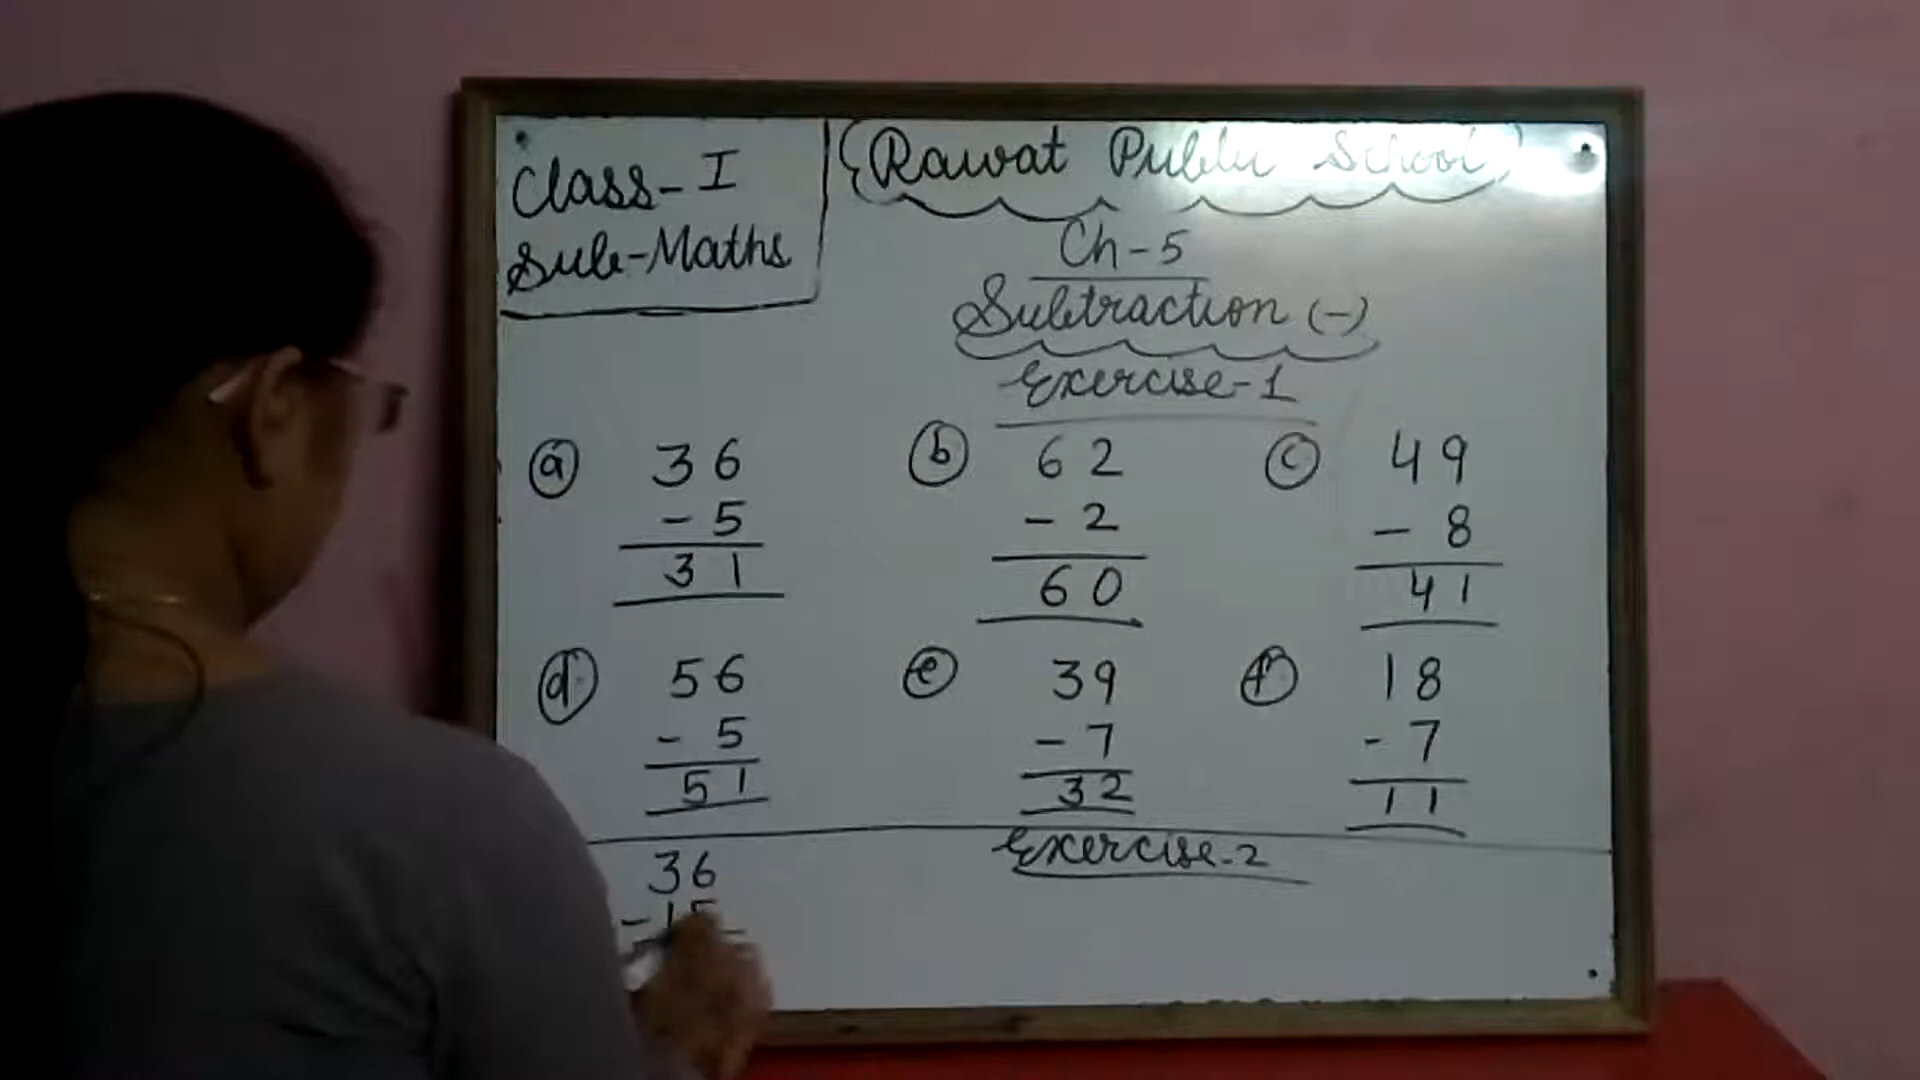 Class-I
Sub-Maths
{Rawat Public School}
Ch-5
Subtraction (-)
Exercise-1
(a) 36 (b) 62 (c) 49
- 5 - 2 - 8
31 60 41
(d) 56 (e) 39 (f) 18
- 5 - 7 - 7
51 32 11
Exercise-2
36
-15